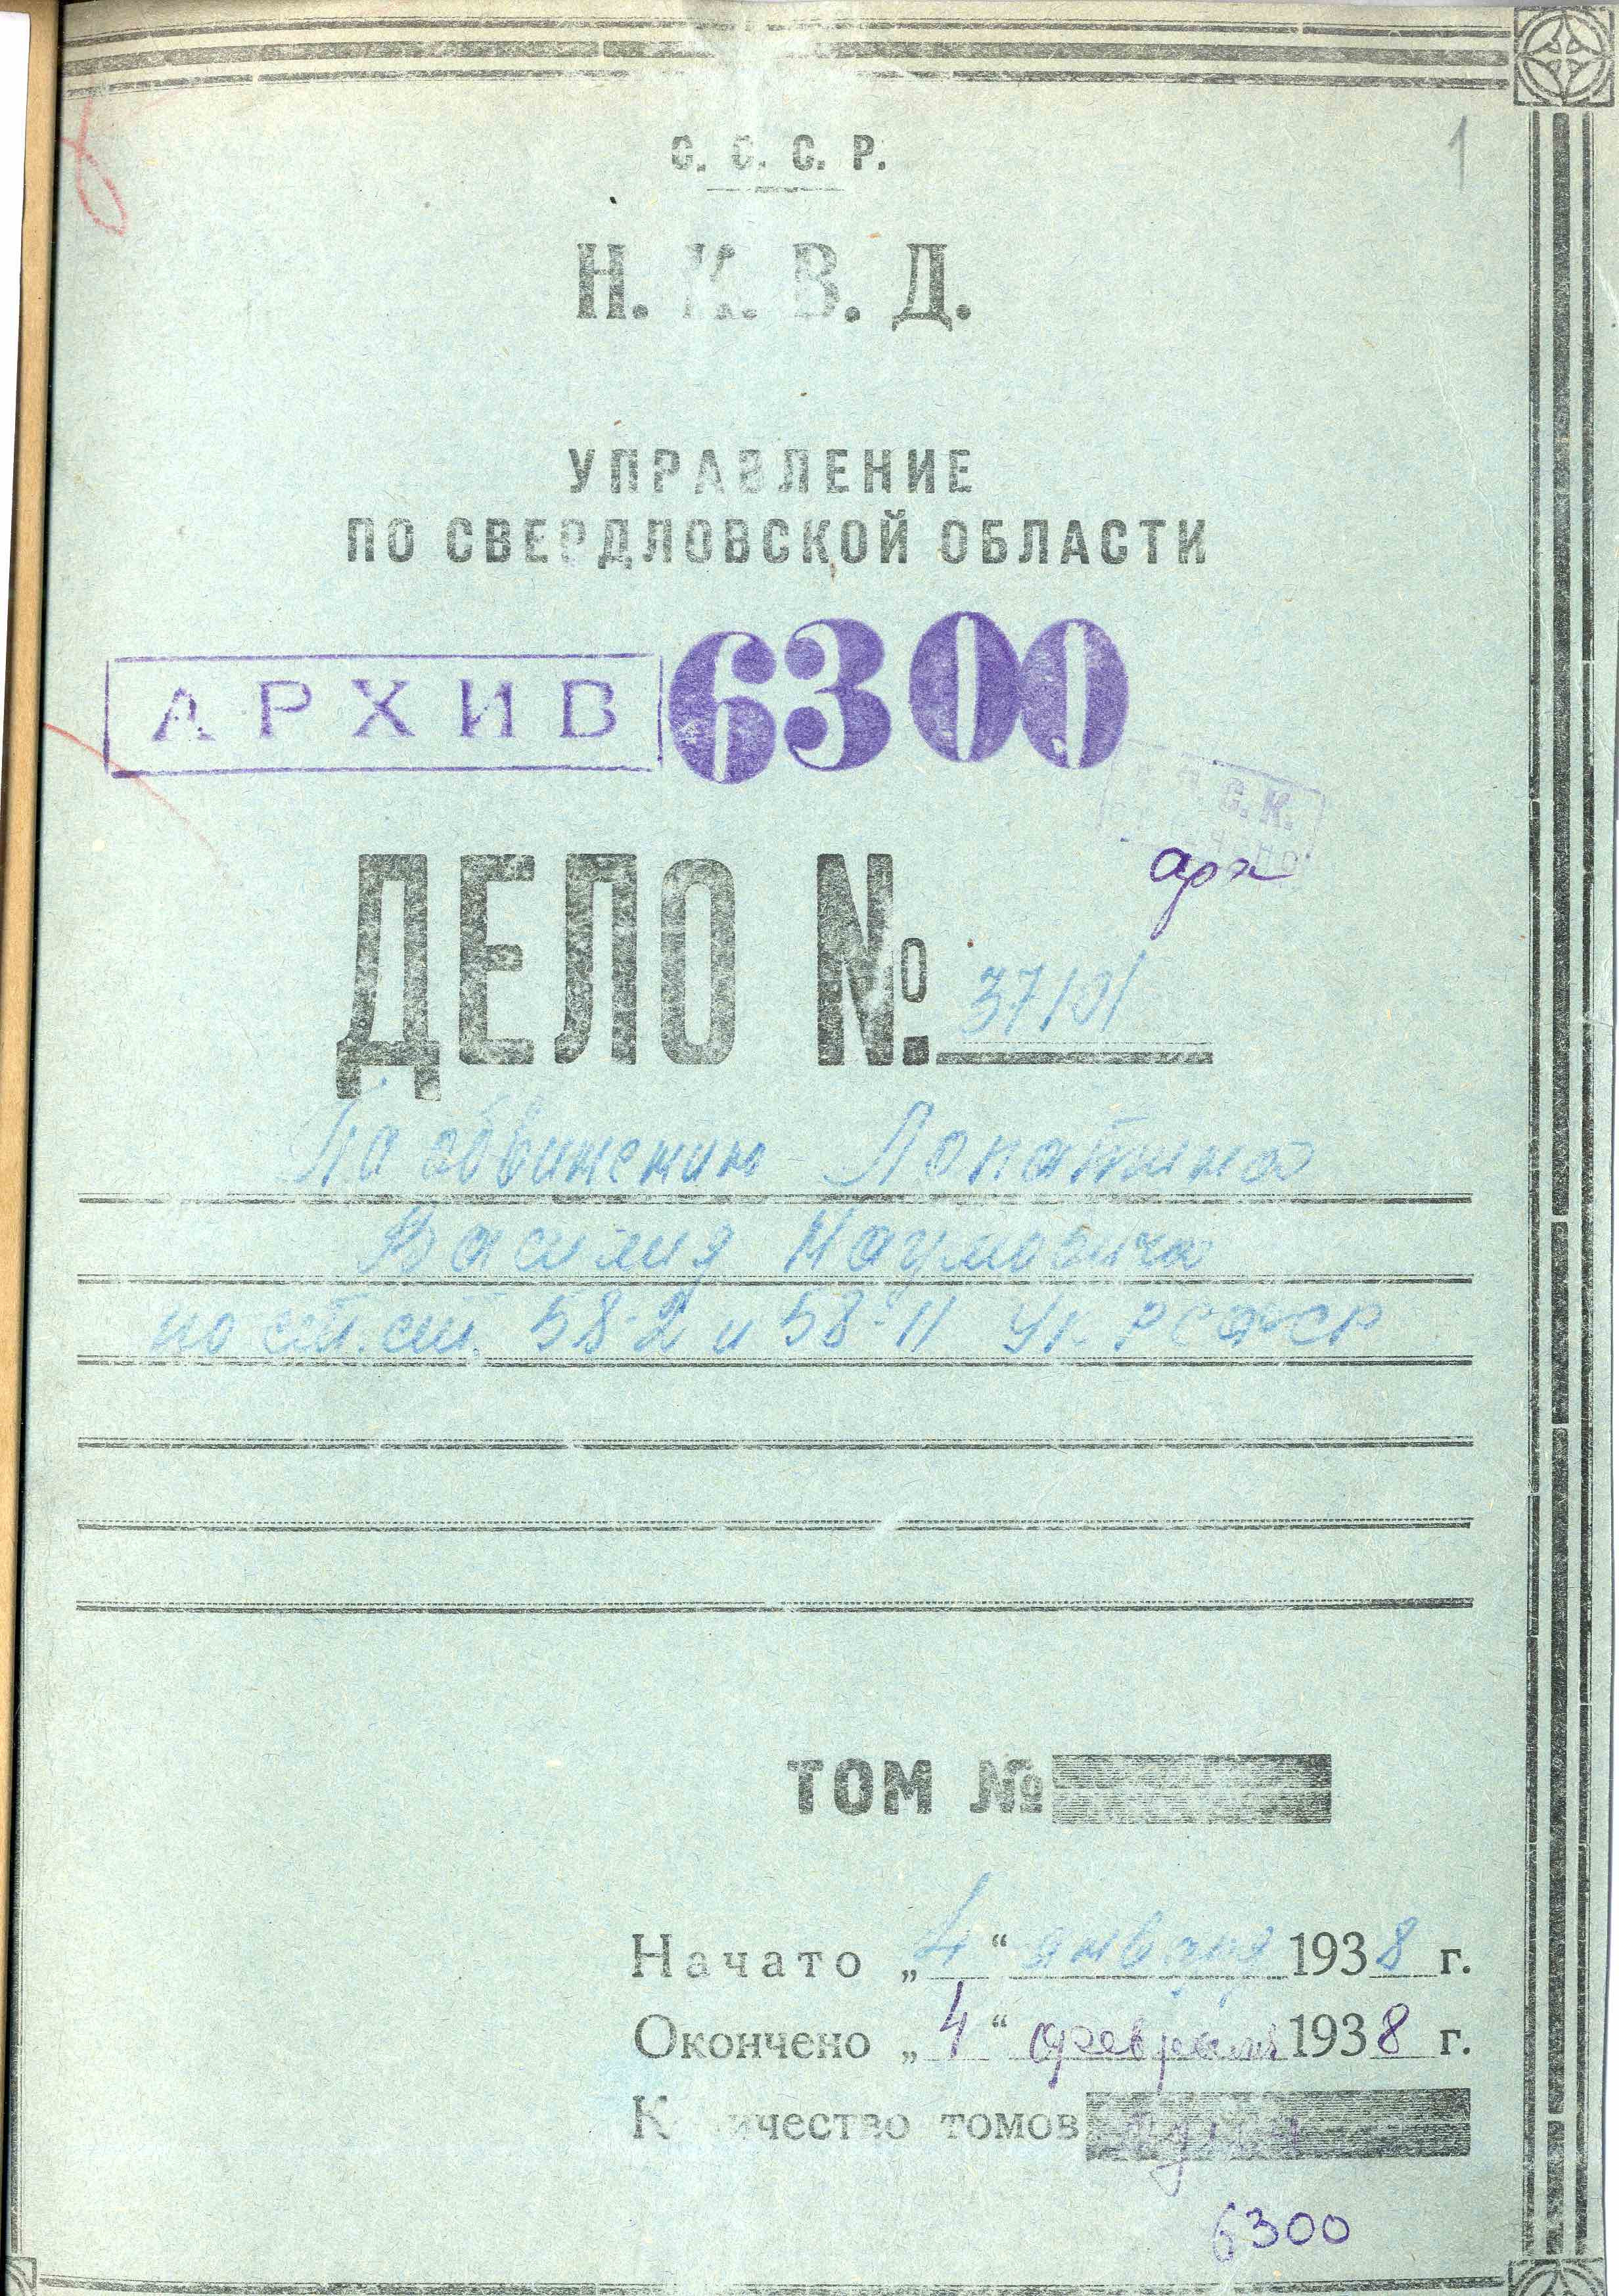 1
С. С. С. Р.
Н. К. В. Д.
УПРАВЛЕНИЕ
ПО СВЕРДЛОВСКОЙ ОБЛАСТИ
АРХИВ 6300
С. К.
арх
ДЕЛО №. 37101
По обвинению Лопатина
Василия Наумовича
по ст.ст. 58-2 и 58-11 УК РСФСР
ТОМ №
Начато „4“ января 1938 г.
Окончено „4“ февраля 1938 г.
Количество томов один
6300